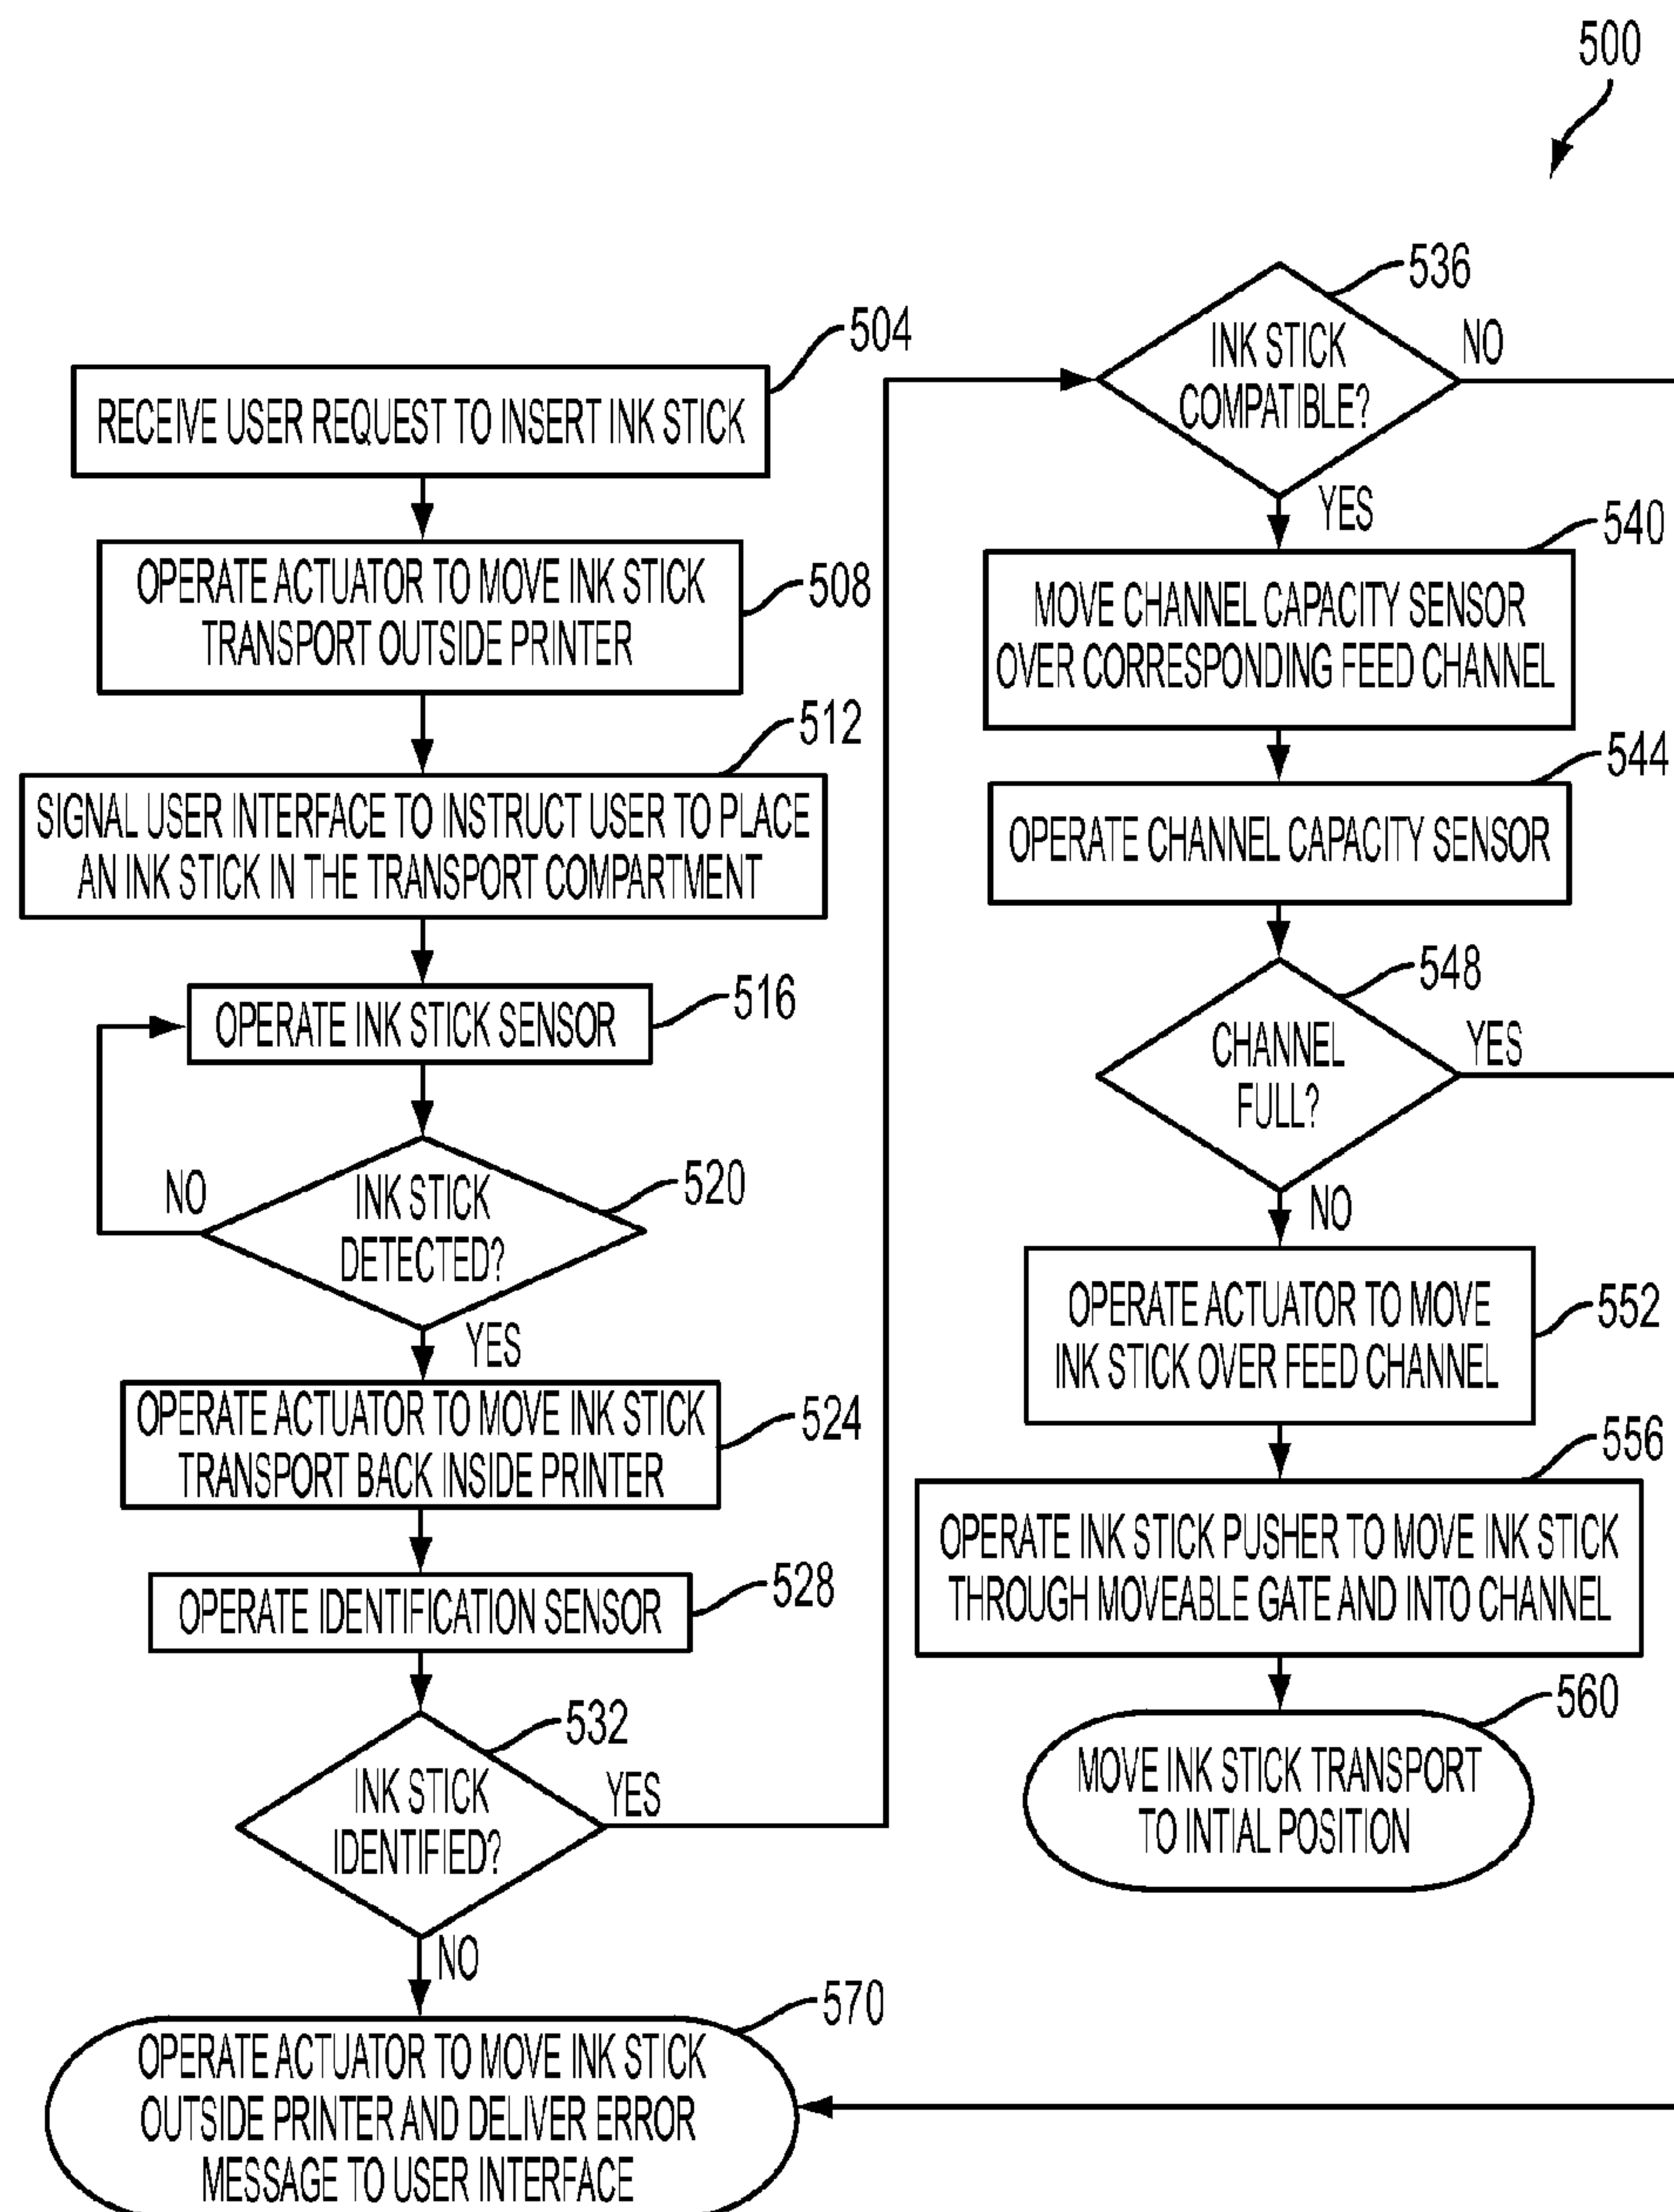 500
504
RECEIVE USER REQUEST TO INSERT INK STICK
508
OPERATE ACTUATOR TO MOVE INK STICK
TRANSPORT OUTSIDE PRINTER
512
SIGNAL USER INTERFACE TO INSTRUCT USER TO PLACE
AN INK STICK IN THE TRANSPORT COMPARTMENT
516
OPERATE INK STICK SENSOR
520
INK STICK
DETECTED?
NO
YES
524
OPERATE ACTUATOR TO MOVE INK STICK
TRANSPORT BACK INSIDE PRINTER
528
OPERATE IDENTIFICATION SENSOR
532
INK STICK
IDENTIFIED?
YES
NO
570
OPERATE ACTUATOR TO MOVE INK STICK
OUTSIDE PRINTER AND DELIVER ERROR
MESSAGE TO USER INTERFACE
536
INK STICK
COMPATIBLE?
NO
YES
540
MOVE CHANNEL CAPACITY SENSOR
OVER CORRESPONDING FEED CHANNEL
544
OPERATE CHANNEL CAPACITY SENSOR
548
CHANNEL
FULL?
YES
NO
552
OPERATE ACTUATOR TO MOVE
INK STICK OVER FEED CHANNEL
556
OPERATE INK STICK PUSHER TO MOVE INK STICK
THROUGH MOVEABLE GATE AND INTO CHANNEL
560
MOVE INK STICK TRANSPORT
TO INTIAL POSITION